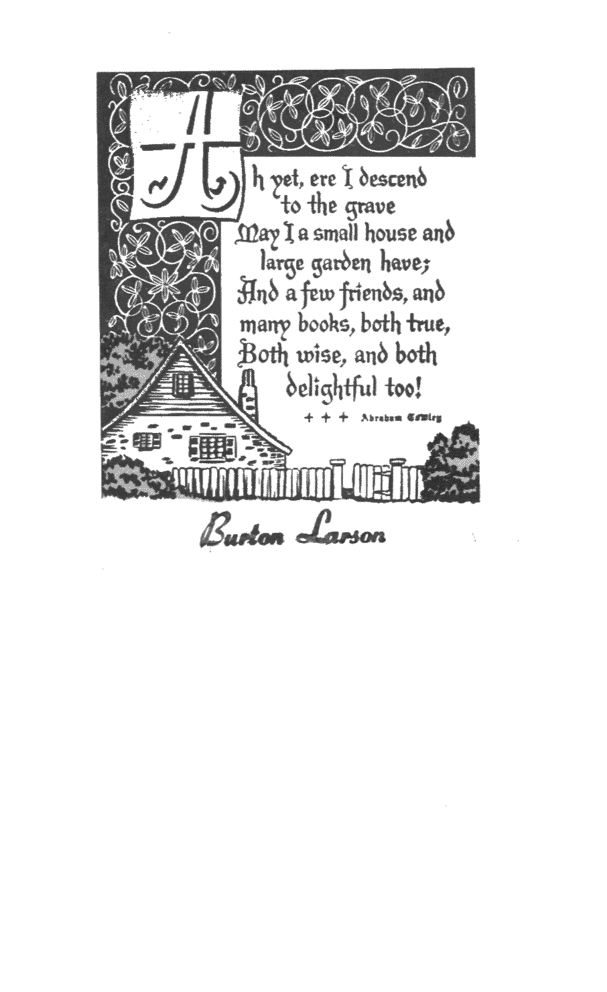 Ah yet, ere I descend
to the grave
May I a small house and
large garden have;
And a few friends, and
many books, both true,
Both wise, and both
delightful too!
+ + + Abraham Cowley
Burton Larson